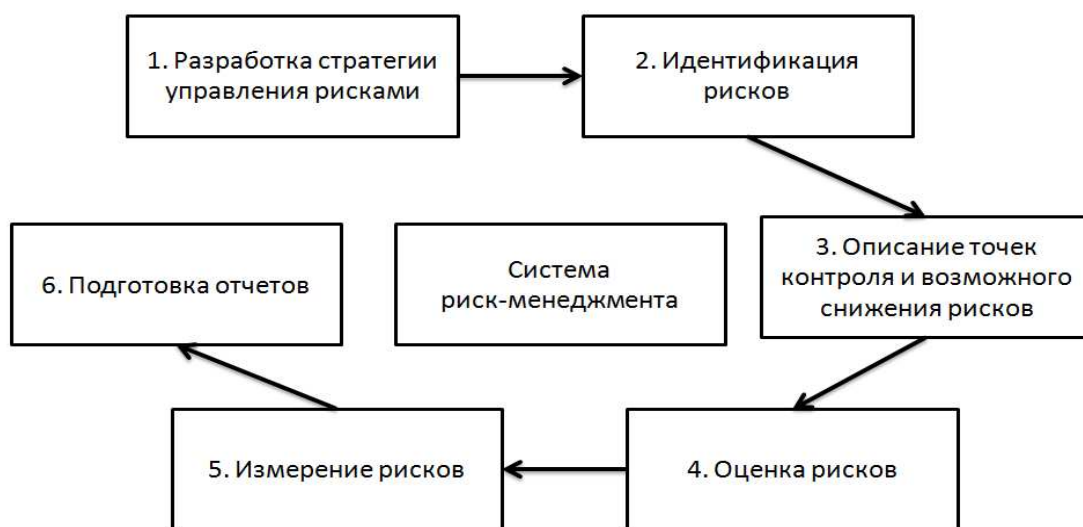 1. Разработка стратегии
управления рисками
2. Идентификация
рисков
3. Описание точек
контроля и возможного
снижения рисков
4. Оценка рисков
5. Измерение рисков
6. Подготовка отчетов
Система
риск-менеджмента